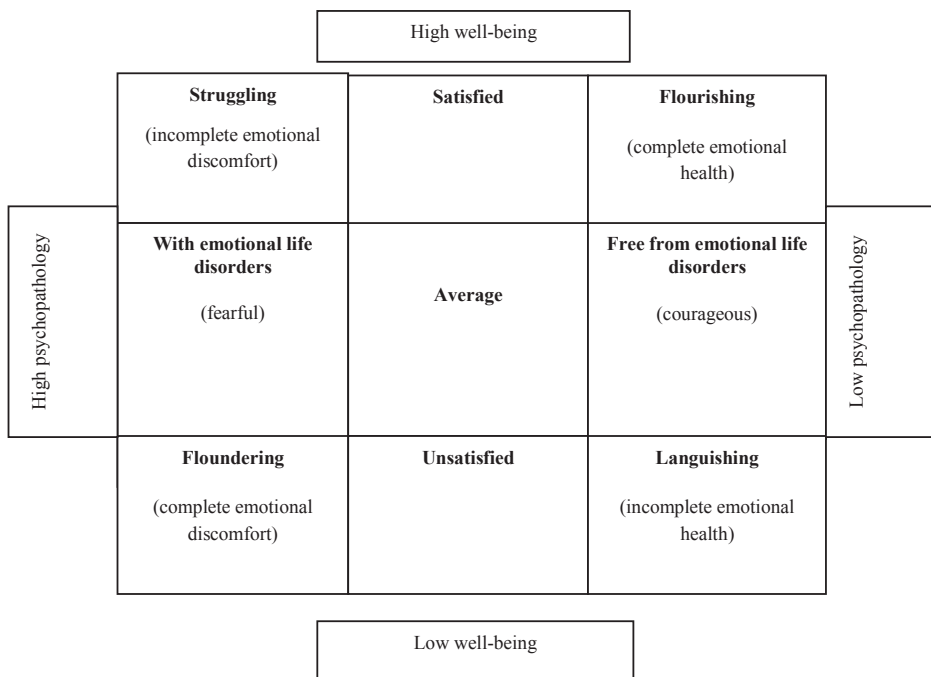 High well-being
Struggling
(incomplete emotional
discomfort)
Satisfied
Flourishing
(complete emotional
health)
High psychopathology
With emotional life
disorders
(fearful)
Average
Free from emotional life
disorders
(courageous)
Low psychopathology
Floundering
(complete emotional
discomfort)
Unsatisfied
Languishing
(incomplete emotional
health)
Low well-being